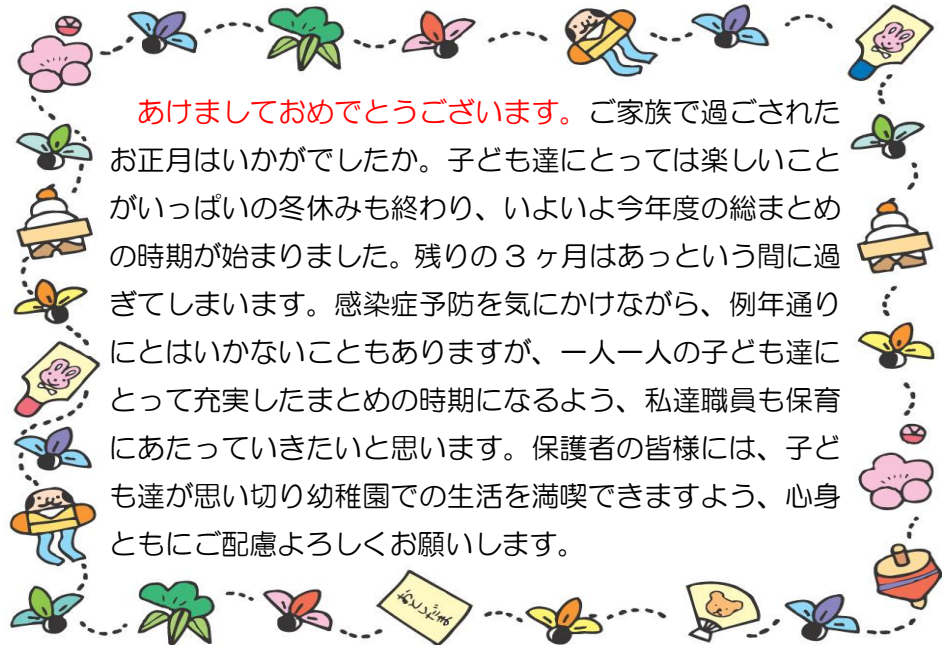 あけましておめでとうございます。ご家族で過ごされた
お正月はいかがでしたか。子ども達にとっては楽しいこと
がいっぱいの冬休みも終わり、いよいよ今年度の総まとめ
の時期が始まりました。残りの3ヶ月はあっという間に過
ぎてしまいます。感染症予防を気にかけながら、例年通り
にとはいかないこともありますが、一人一人の子ども達に
とって充実したまとめの時期になるよう、私達職員も保育
にあたっていきたいと思います。保護者の皆様には、子ど
も達が思い切り幼稚園での生活を満喫できますよう、心身
ともにご配慮よろしくお願いします。
おとしだま